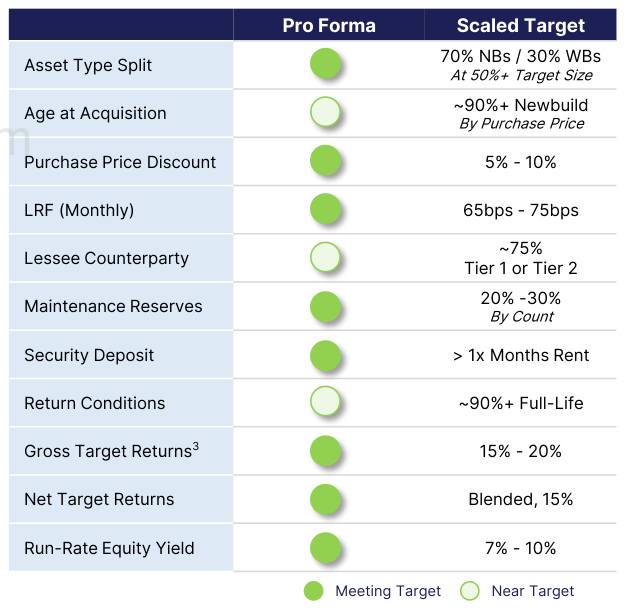 Pro Forma Scaled Target
Asset Type Split 70% NBs / 30% WBs
At 50%+ Target Size
Age at Acquisition ~90%+ Newbuild
By Purchase Price
Purchase Price Discount 5% - 10%
LRF (Monthly) 65bps - 75bps
Lessee Counterparty ~75%
Tier 1 or Tier 2
Maintenance Reserves 20% -30%
By Count
Security Deposit > 1x Months Rent
Return Conditions ~90%+ Full-Life
Gross Target Returns³ 15% - 20%
Net Target Returns Blended, 15%
Run-Rate Equity Yield 7% - 10%
Meeting Target Near Target